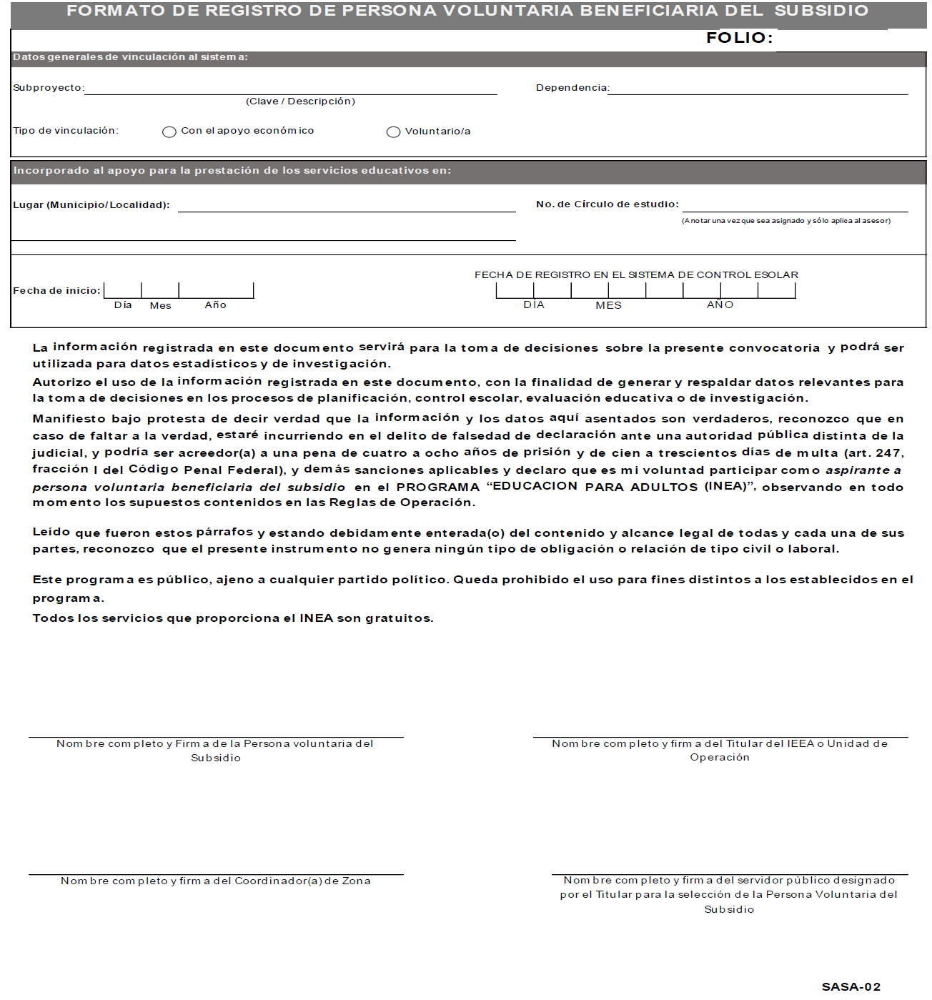 FORMATO DE REGISTRO DE PERSONA VOLUNTARIA BENEFICIARIA DEL SUBSIDIO
FOLIO:
Datos generales de vinculación al sistema:
Subproyecto: Dependencia:
(Clave / Descripción)
Tipo de vinculación: Con el apoyo económico Voluntario/a
Incorporado al apoyo para la prestación de los servicios educativos en:
Lugar (Municipio/Localidad): No. de Círculo de estudio:
(Anotar una vez que sea asignado y sólo aplica al asesor)
FECHA DE REGISTRO EN EL SISTEMA DE CONTROL ESOLAR
Fecha de inicio:
Día Mes Año DÍA MES AÑO
La información registrada en este documento servirá para la toma de decisiones sobre la presente convocatoria y podrá ser
utilizada para datos estadísticos y de investigación.
Autorizo el uso de la información registrada en este documento, con la finalidad de generar y respaldar datos relevantes para
la toma de decisiones en los procesos de planificación, control escolar, evaluación educativa o de investigación.
Manifiesto bajo protesta de decir verdad que la información y los datos aquí asentados son verdaderos, reconozco que en
caso de faltar a la verdad, estaré incurriendo en el delito de falsedad de declaración ante una autoridad pública distinta de la
judicial, y podría ser acreedor(a) a una pena de cuatro a ocho años de prisión y de cien a trescientos días de multa (art. 247,
fracción I del Código Penal Federal), y demás sanciones aplicables y declaro que es mi voluntad participar como aspirante a
persona voluntaria beneficiaria del subsidio en el PROGRAMA “EDUCACION PARA ADULTOS (INEA)”, observando en todo
momento los supuestos contenidos en las Reglas de Operación.
Leído que fueron estos párrafos y estando debidamente enterada(o) del contenido y alcance legal de todas y cada una de sus
partes, reconozco que el presente instrumento no genera ningún tipo de obligación o relación de tipo civil o laboral.
Este programa es público, ajeno a cualquier partido político. Queda prohibido el uso para fines distintos a los establecidos en el
programa.
Todos los servicios que proporciona el INEA son gratuitos.
Nombre completo y Firma de la Persona voluntaria del
Subsidio
Nombre completo y firma del Titular del IEEA o Unidad de
Operación
Nombre completo y firma del Coordinador(a) de Zona
Nombre completo y firma del servidor público designado
por el Titular para la selección de la Persona Voluntaria del
Subsidio
SASA-02